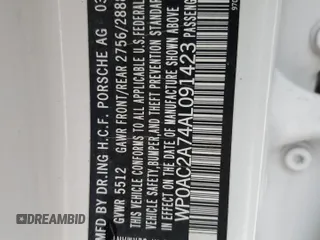 MFD BY DR.ING H.C.F. PORSCHE AG 03
GVWR 5512 GAWR FRONT/REAR 2756/2888
THIS VEHICLE CONFORMS TO ALL APPLICABLE U.S. FEDERAL
VEHICLE SAFETY, BUMPER, AND THEFT PREVENTION STANDARDS
IN EFFECT ON THE DATE OF MANUFACTURE SHOWN ABOVE
WP0AC2A74AL091423 PASSENG
DREAMBID